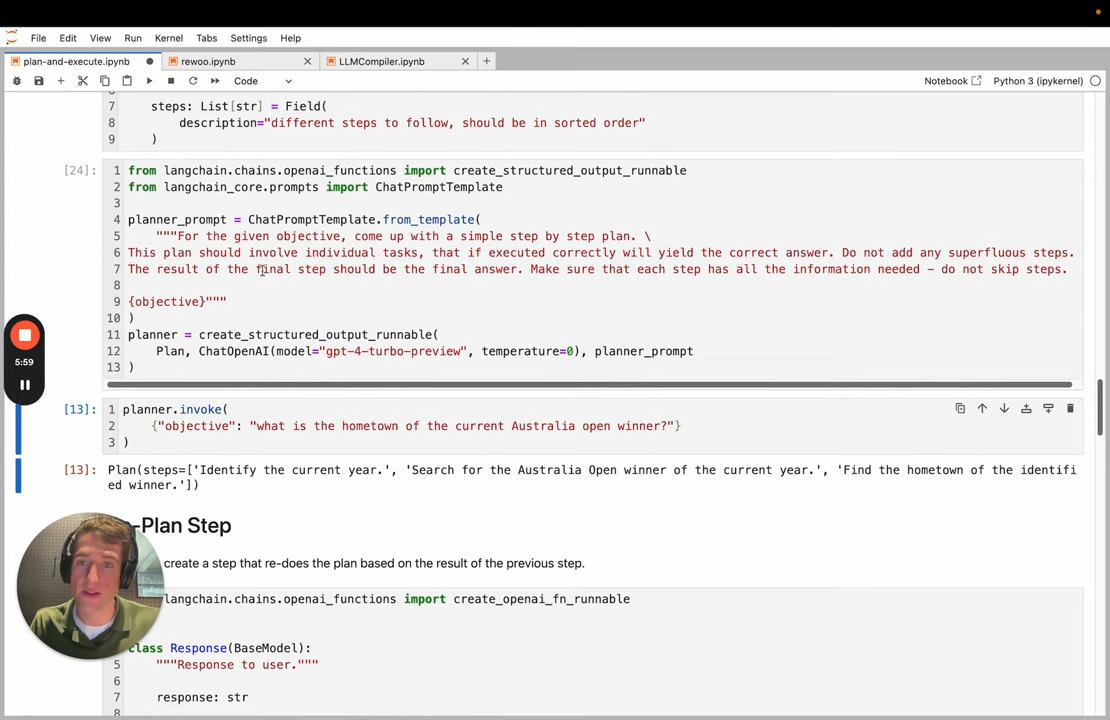 File Edit View Run Kernel Tabs Settings Help
plan-and-execute.ipynb rewoo.ipynb LLMCompiler.ipynb
Code Notebook Python 3 (ipykernel)
7 steps: List[str] = Field(
8 description="different steps to follow, should be in sorted order"
9 )
[24]: 1 from langchain.chains.openai_functions import create_structured_output_runnable
2 from langchain_core.prompts import ChatPromptTemplate
3
4 planner_prompt = ChatPromptTemplate.from_template(
5 """For the given objective, come up with a simple step by step plan. \
6 This plan should involve individual tasks, that if executed correctly will yield the correct answer. Do not add any superfluous steps.
7 The result of the final step should be the final answer. Make sure that each step has all the information needed - do not skip steps.
8
9 {objective}"""
10 )
11 planner = create_structured_output_runnable(
12 Plan, ChatOpenAI(model="gpt-4-turbo-preview", temperature=0), planner_prompt
13 )
5:59
[13]: 1 planner.invoke(
2 {"objective": "what is the hometown of the current Australia open winner?"}
3 )
[13]: Plan(steps=['Identify the current year.', 'Search for the Australia Open winner of the current year.', 'Find the hometown of the identifi
ed winner.'])
-Plan Step
create a step that re-does the plan based on the result of the previous step.
langchain.chains.openai_functions import create_openai_fn_runnable
class Response(BaseModel):
5 """Response to user."""
6
7 response: str
8